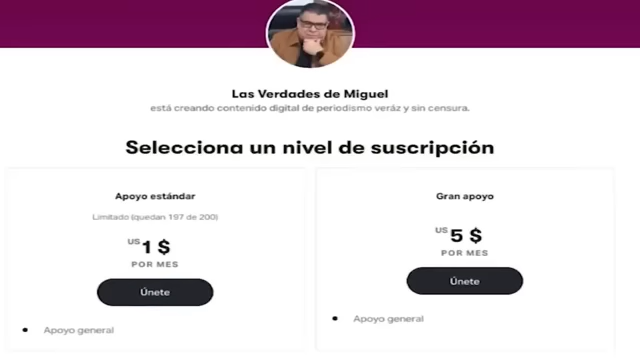 Las Verdades de Miguel
está creando contenido digital de periodismo veráz y sin censura.
Selecciona un nivel de suscripción
Apoyo estándar
Limitado (quedan 197 de 200)
US 1 $
POR MES
Únete
Apoyo general
Gran apoyo
US 5 $
POR MES
Únete
Apoyo general